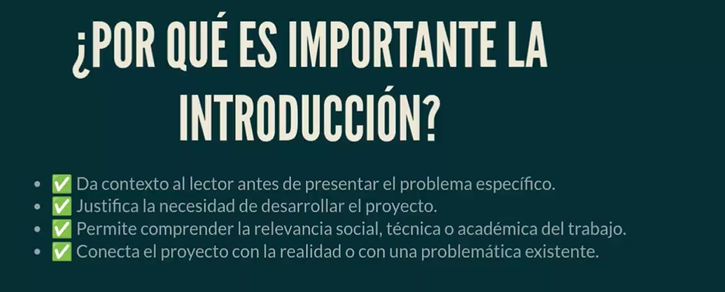 ¿POR QUÉ ES IMPORTANTE LA
INTRODUCCIÓN?
• ✅ Da contexto al lector antes de presentar el problema específico.
• ✅ Justifica la necesidad de desarrollar el proyecto.
• ✅ Permite comprender la relevancia social, técnica o académica del trabajo.
• ✅ Conecta el proyecto con la realidad o con una problemática existente.